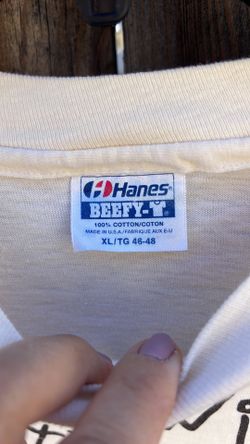 Hanes®
BEEFY-T®
100% COTTON/COTON
MADE IN U.S.A./FABRIQUE AUX E-U
XL/TG 46-48